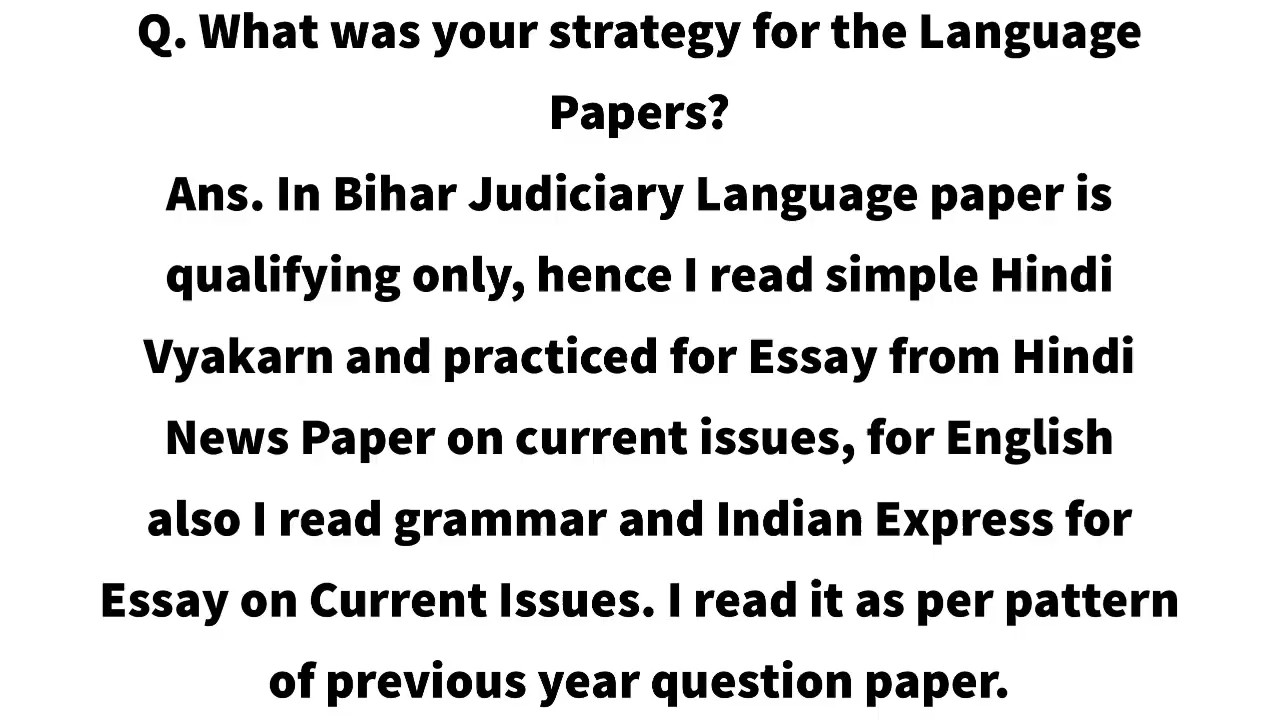 Q. What was your strategy for the Language
Papers?
Ans. In Bihar Judiciary Language paper is
qualifying only, hence I read simple Hindi
Vyakarn and practiced for Essay from Hindi
News Paper on current issues, for English
also I read grammar and Indian Express for
Essay on Current Issues. I read it as per pattern
of previous year question paper.